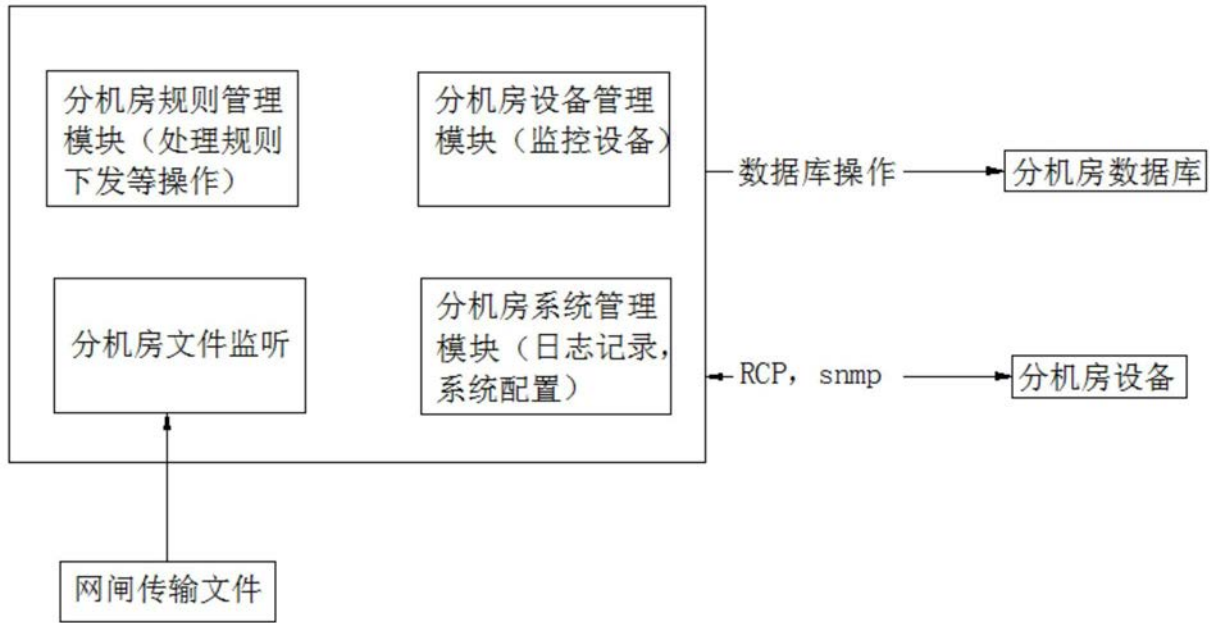 分机房规则管理
模块（处理规则
下发等操作）
分机房设备管理
模块（监控设备）
数据库操作
分机房数据库
分机房文件监听
分机房系统管理
模块（日志记录，
系统配置）
RCP，snmp
分机房设备
网闸传输文件